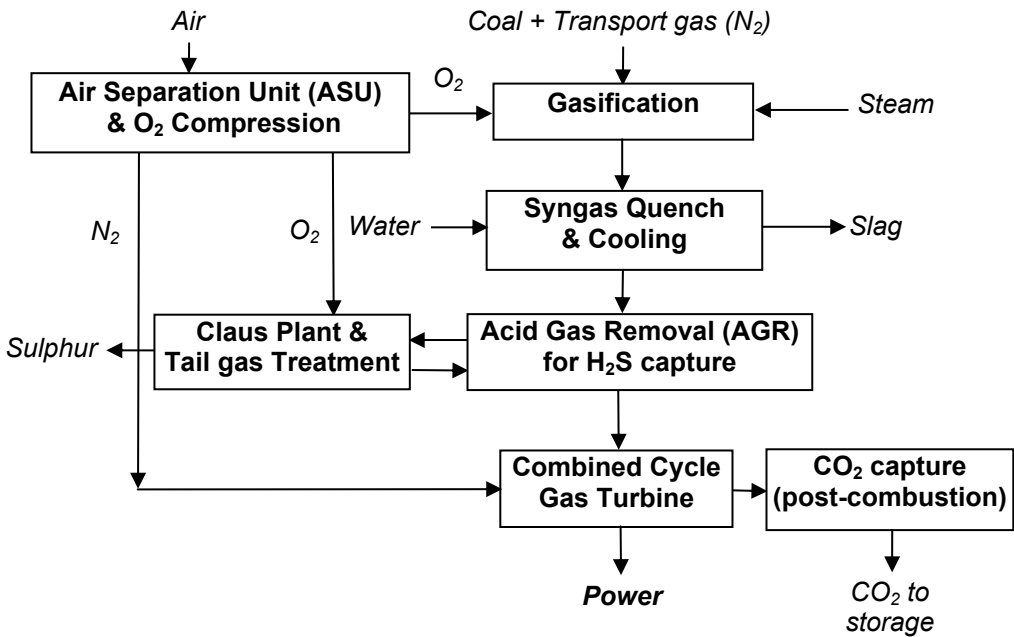 Air
Coal + Transport gas (N₂)
Air Separation Unit (ASU)
& O₂ Compression
O₂
Gasification
Steam
N₂
O₂
Water
Syngas Quench
& Cooling
Slag
Sulphur
Claus Plant &
Tail gas Treatment
Acid Gas Removal (AGR)
for H₂S capture
Combined Cycle
Gas Turbine
CO₂ capture
(post-combustion)
Power
CO₂ to
storage